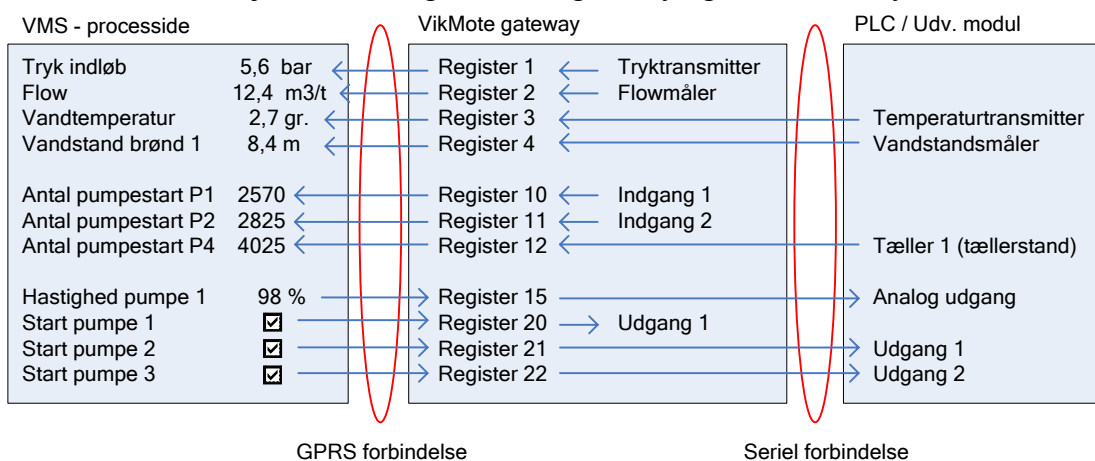 VMS - processide VikMote gateway PLC / Udv. modul
Tryk indløb 5,6 bar Register 1 Tryktransmitter
Flow 12,4 m3/t Register 2 Flowmåler
Vandtemperatur 2,7 gr. Register 3 Temperaturtransmitter
Vandstand brønd 1 8,4 m Register 4 Vandstandsmåler
Antal pumpestart P1 2570 Register 10 Indgang 1
Antal pumpestart P2 2825 Register 11 Indgang 2
Antal pumpestart P4 4025 Register 12 Tæller 1 (tællerstand)
Hastighed pumpe 1 98 % Register 15 Analog udgang
Start pumpe 1 Register 20 Udgang 1
Start pumpe 2 Register 21 Udgang 1
Start pumpe 3 Register 22 Udgang 2
GPRS forbindelse Seriel forbindelse